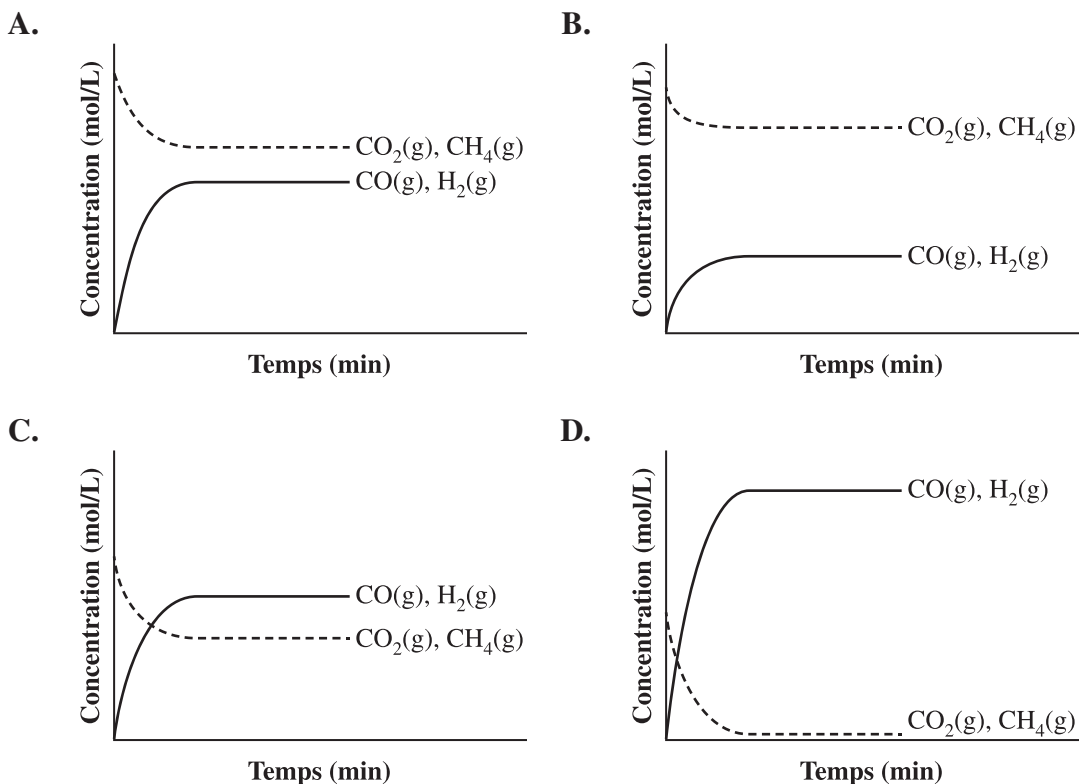 A.
Concentration (mol/L)
CO₂(g), CH₄(g)
CO(g), H₂(g)
Temps (min)
B.
Concentration (mol/L)
CO₂(g), CH₄(g)
CO(g), H₂(g)
Temps (min)
C.
Concentration (mol/L)
CO(g), H₂(g)
CO₂(g), CH₄(g)
Temps (min)
D.
Concentration (mol/L)
CO(g), H₂(g)
CO₂(g), CH₄(g)
Temps (min)